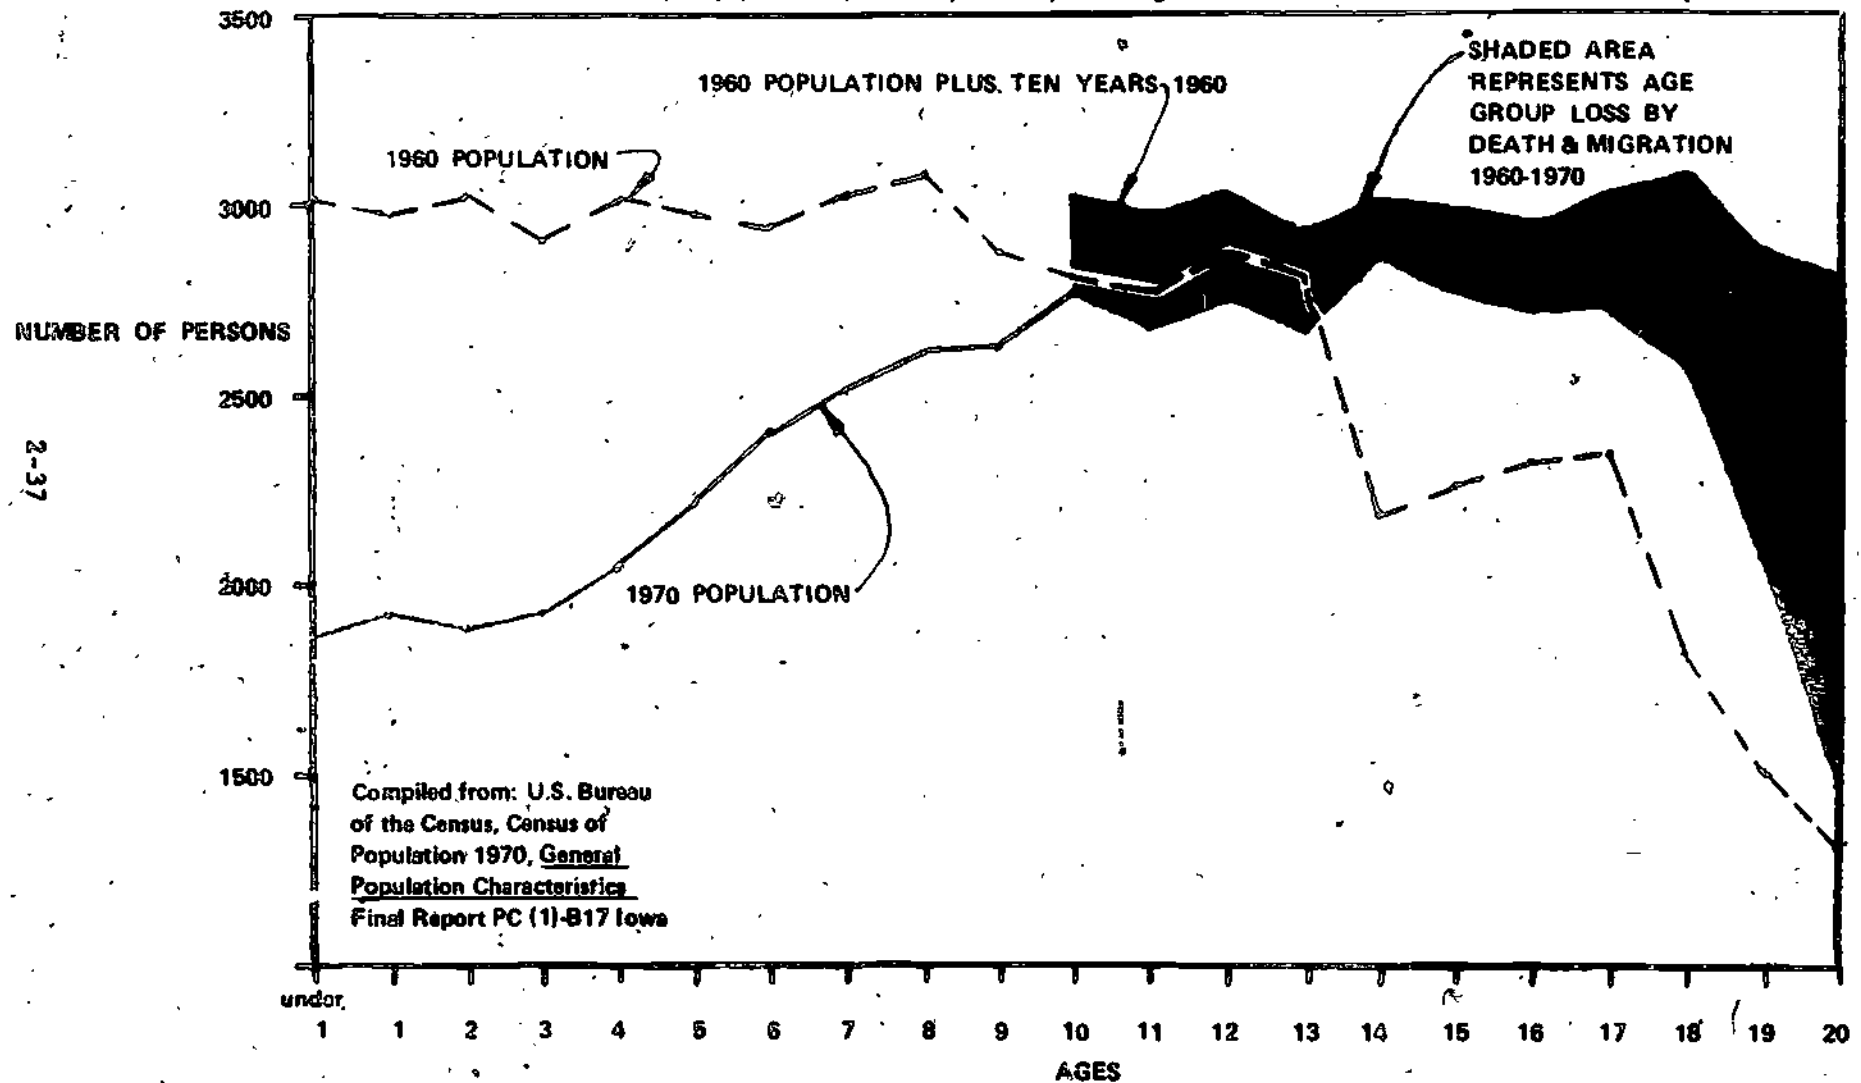 3500
1960 POPULATION PLUS TEN YEARS 1960
SHADED AREA
REPRESENTS AGE
GROUP LOSS BY
DEATH & MIGRATION
1960-1970
1960 POPULATION
3000
NUMBER OF PERSONS
2500
2-37
2000
1970 POPULATION
1500
Compiled from: U.S. Bureau
of the Census, Census of
Population 1970, General
Population Characteristics
Final Report PC (1)-B17 Iowa
under
1 1 2 3 4 5 6 7 8 9 10 11 12 13 14 15 16 17 18 19 20
AGES